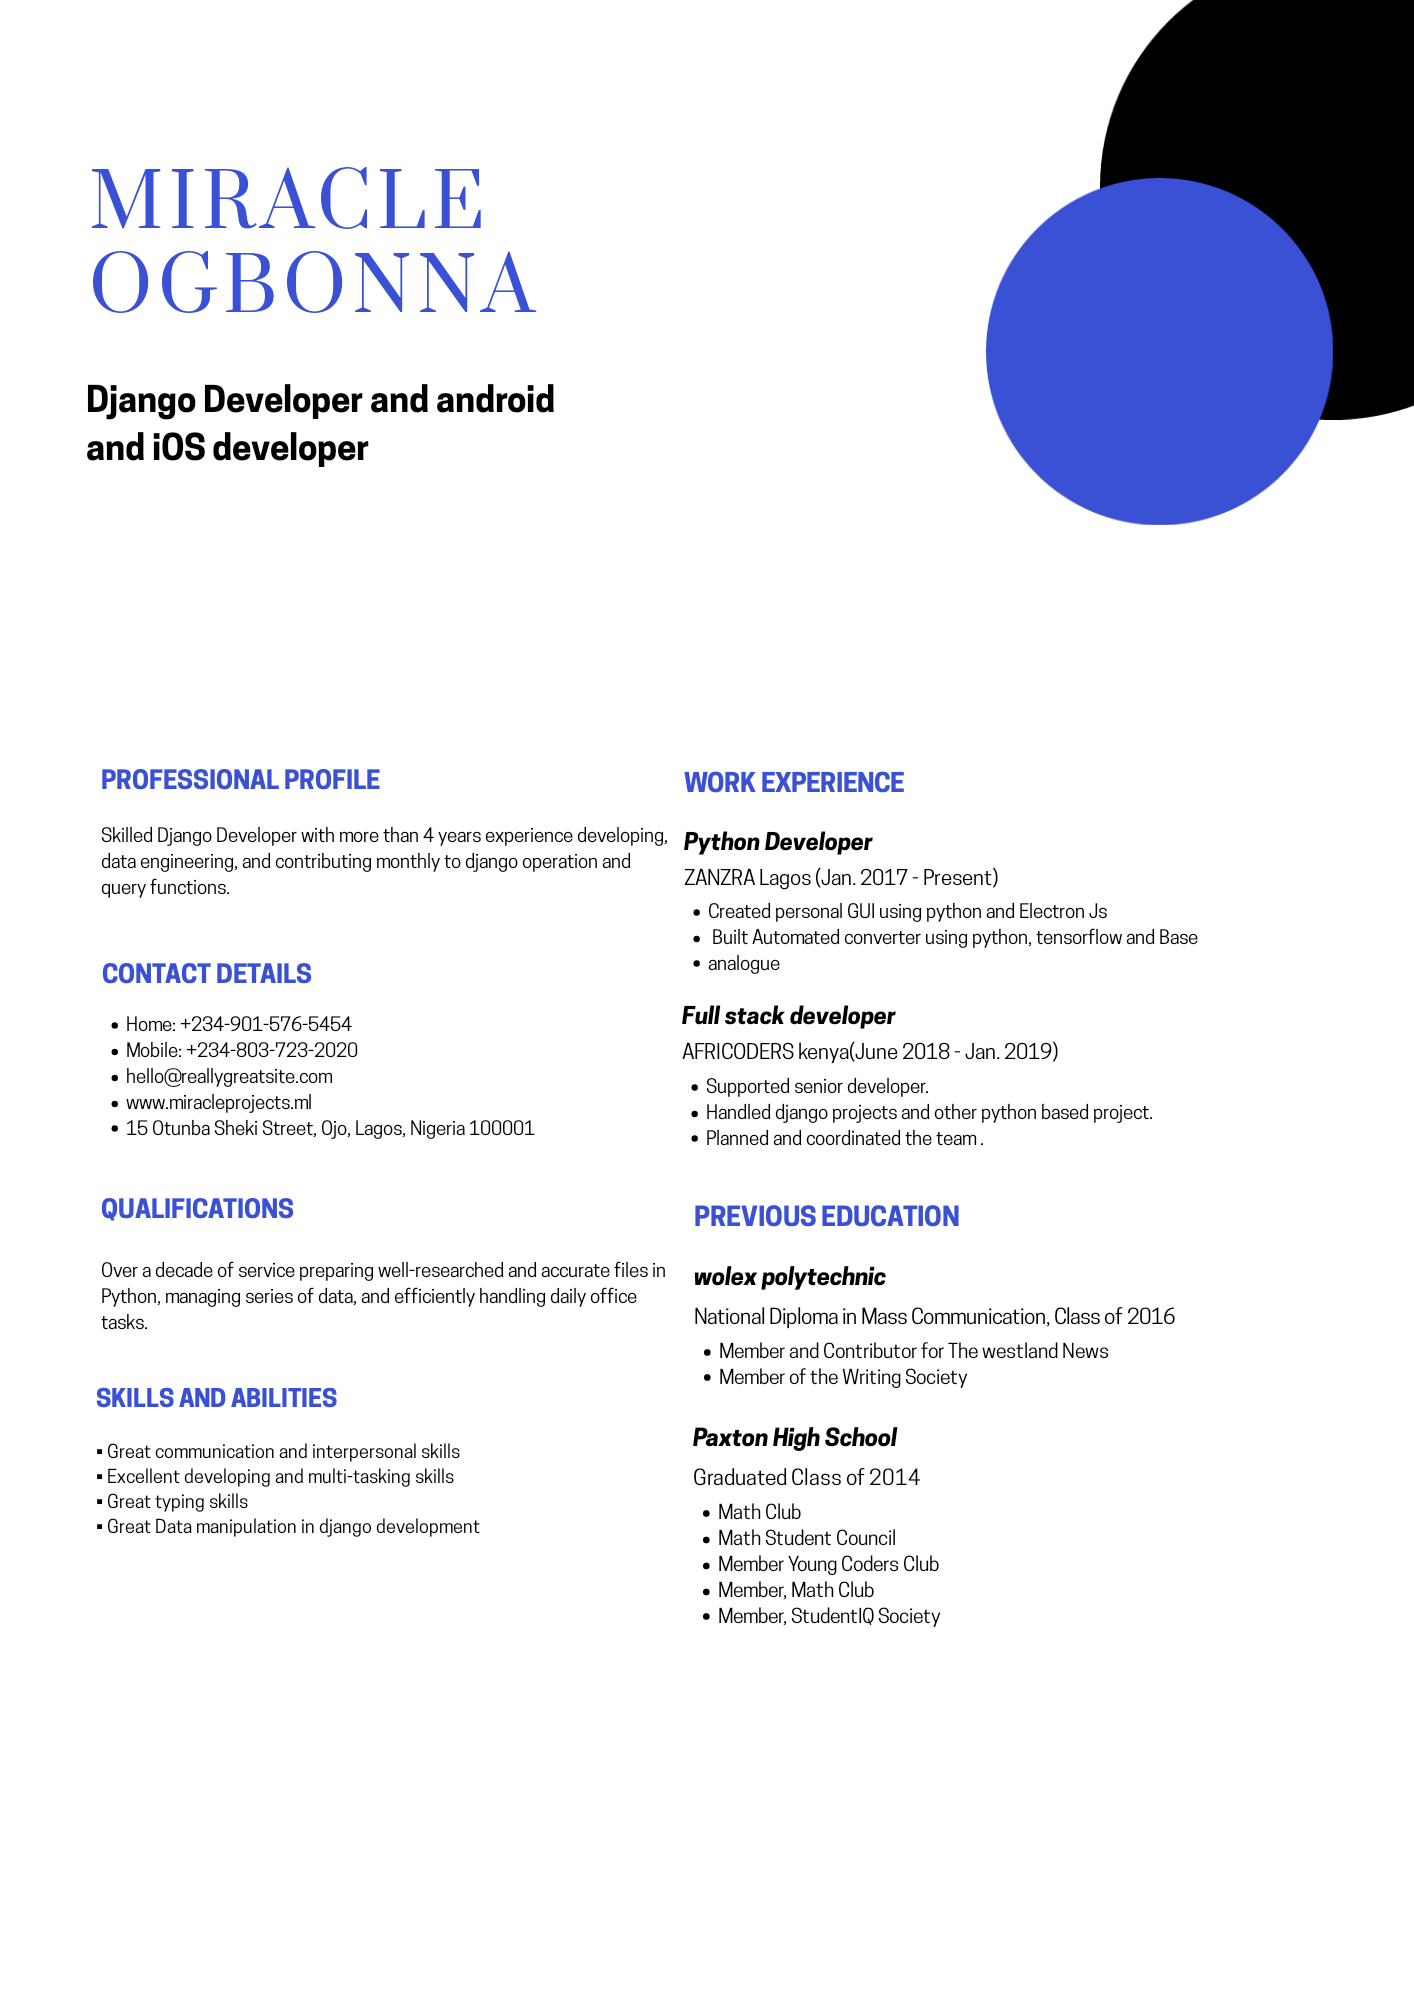 MIRACLE
OGBONNA
Django Developer and android
and iOS developer
PROFESSIONAL PROFILE
Skilled Django Developer with more than 4 years experience developing,
data engineering, and contributing monthly to django operation and
query functions.
CONTACT DETAILS
• Home: +234-901-576-5454
• Mobile: +234-803-723-2020
• hello@reallygreatsite.com
• www.miracleprojects.ml
• 15 Otunba Sheki Street, Ojo, Lagos, Nigeria 100001
QUALIFICATIONS
Over a decade of service preparing well-researched and accurate files in
Python, managing series of data, and efficiently handling daily office
tasks.
SKILLS AND ABILITIES
▪ Great communication and interpersonal skills
▪ Excellent developing and multi-tasking skills
▪ Great typing skills
▪ Great Data manipulation in django development
WORK EXPERIENCE
Python Developer
ZANZRA Lagos (Jan. 2017 - Present)
• Created personal GUI using python and Electron Js
• Built Automated converter using python, tensorflow and Base
• analogue
Full stack developer
AFRICODERS kenya(June 2018 - Jan. 2019)
• Supported senior developer.
• Handled django projects and other python based project.
• Planned and coordinated the team .
PREVIOUS EDUCATION
wolex polytechnic
National Diploma in Mass Communication, Class of 2016
• Member and Contributor for The westland News
• Member of the Writing Society
Paxton High School
Graduated Class of 2014
• Math Club
• Math Student Council
• Member Young Coders Club
• Member, Math Club
• Member, StudentIQ Society